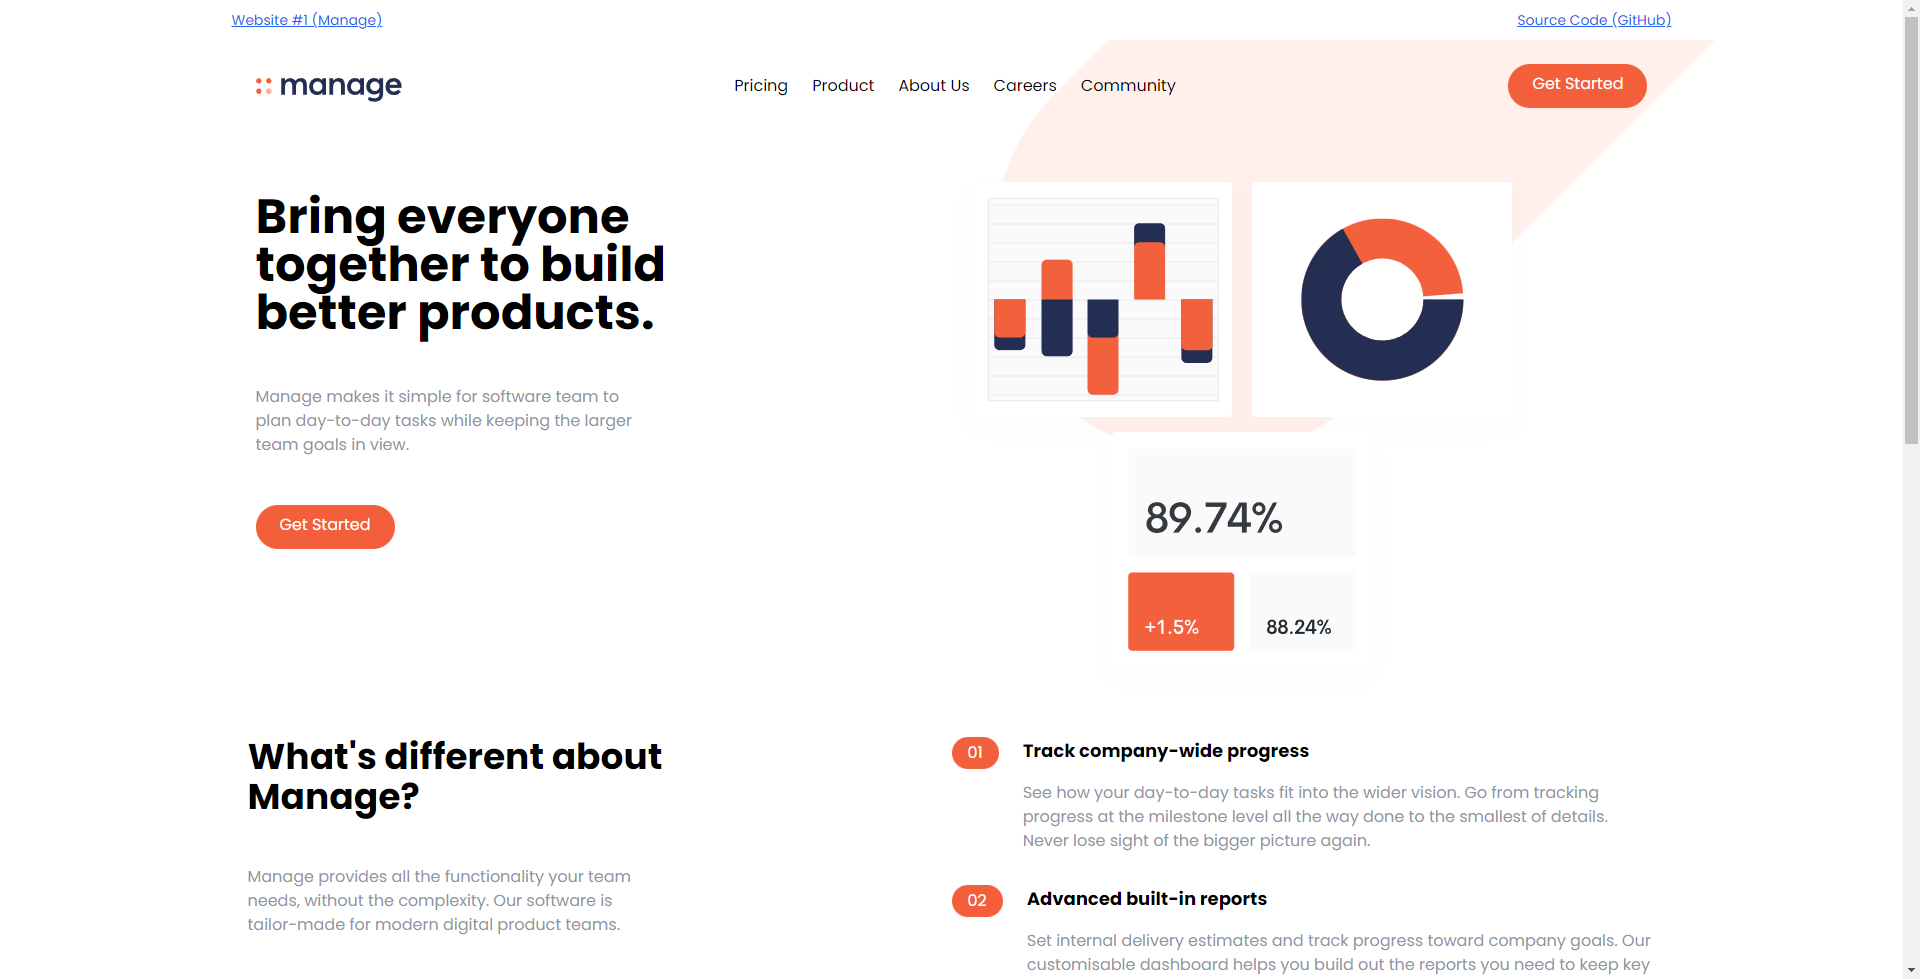 Website #1 (Manage)
Source Code (GitHub)
manage
Pricing
Product
About Us
Careers
Community
Get Started
Bring everyone
together to build
better products.
Manage makes it simple for software team to
plan day-to-day tasks while keeping the larger
team goals in view.
Get Started
89.74%
+1.5%
88.24%
What's different about
Manage?
Manage provides all the functionality your team
needs, without the complexity. Our software is
tailor-made for modern digital product teams.
01
Track company-wide progress
See how your day-to-day tasks fit into the wider vision. Go from tracking
progress at the milestone level all the way done to the smallest of details.
Never lose sight of the bigger picture again.
02
Advanced built-in reports
Set internal delivery estimates and track progress toward company goals. Our
customisable dashboard helps you build out the reports you need to keep key